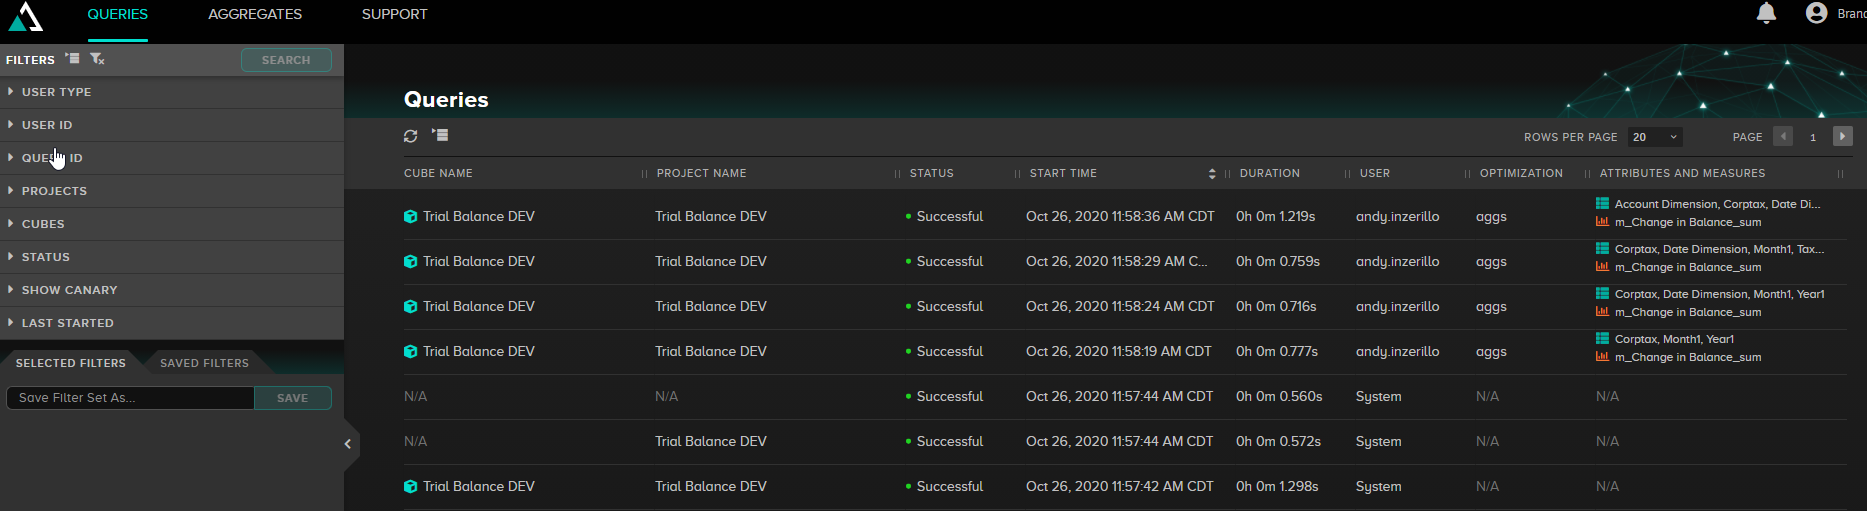 QUERIES AGGREGATES SUPPORT Branc
FILTERS SEARCH
USER TYPE
USER ID
QUERY ID
PROJECTS
CUBES
STATUS
SHOW CANARY
LAST STARTED
SELECTED FILTERS SAVED FILTERS
Save Filter Set As... SAVE
Queries
ROWS PER PAGE 20 PAGE 1
CUBE NAME PROJECT NAME STATUS START TIME DURATION USER OPTIMIZATION ATTRIBUTES AND MEASURES
Trial Balance DEV Trial Balance DEV Successful Oct 26, 2020 11:58:36 AM CDT 0h 0m 1.219s andy.inzerillo aggs Account Dimension, Corptax, Date Di...
m_Change in Balance_sum
Trial Balance DEV Trial Balance DEV Successful Oct 26, 2020 11:58:29 AM C... 0h 0m 0.759s andy.inzerillo aggs Corptax, Date Dimension, Month1, Tax...
m_Change in Balance_sum
Trial Balance DEV Trial Balance DEV Successful Oct 26, 2020 11:58:24 AM CDT 0h 0m 0.716s andy.inzerillo aggs Corptax, Date Dimension, Month1, Year1
m_Change in Balance_sum
Trial Balance DEV Trial Balance DEV Successful Oct 26, 2020 11:58:19 AM CDT 0h 0m 0.777s andy.inzerillo aggs Corptax, Month1, Year1
m_Change in Balance_sum
N/A N/A Successful Oct 26, 2020 11:57:44 AM CDT 0h 0m 0.560s System N/A N/A
N/A Trial Balance DEV Successful Oct 26, 2020 11:57:44 AM CDT 0h 0m 0.572s System N/A N/A
Trial Balance DEV Trial Balance DEV Successful Oct 26, 2020 11:57:42 AM CDT 0h 0m 1.298s System N/A N/A